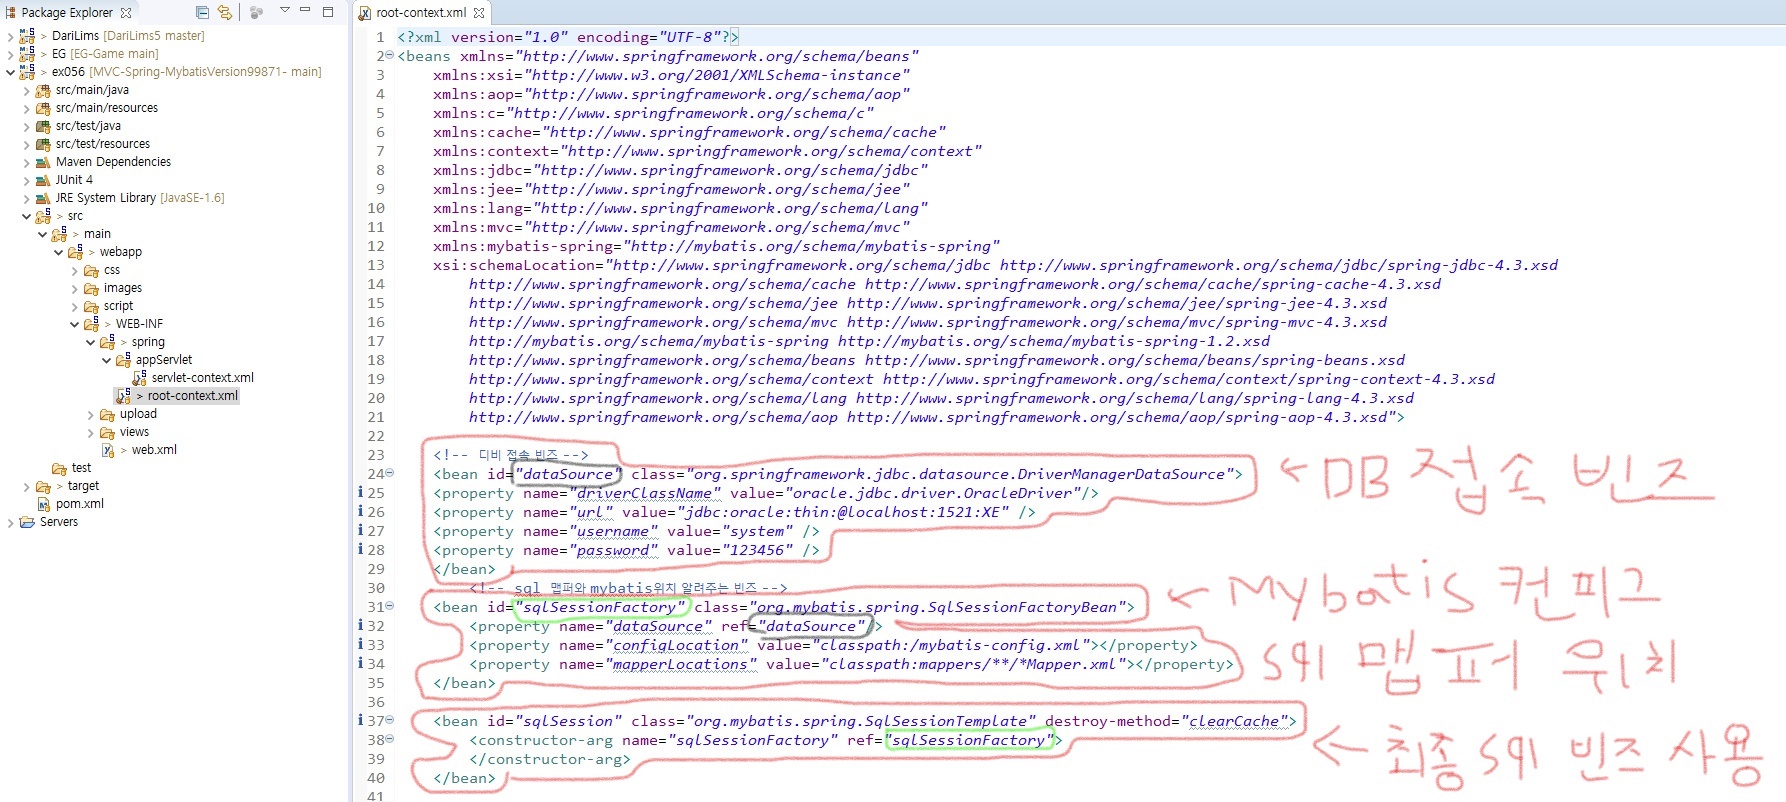 Package Explorer
DariLims [DariLims5 master]
> EG [EG-Game main]
> ex056 [MVC-Spring-MybatisVersion99871- main]
src/main/java
src/main/resources
src/test/java
src/test/resources
Maven Dependencies
JUnit 4
JRE System Library [JavaSE-1.6]
> src
> main
> webapp
> css
> images
> script
> WEB-INF
> spring
appServlet
servlet-context.xml
> root-context.xml
> upload
> views
> web.xml
test
> target
pom.xml
Servers
root-context.xml
1 <?xml version="1.0" encoding="UTF-8"?>
2 <beans xmlns="http://www.springframework.org/schema/beans"
3 xmlns:xsi="http://www.w3.org/2001/XMLSchema-instance"
4 xmlns:aop="http://www.springframework.org/schema/aop"
5 xmlns:c="http://www.springframework.org/schema/c"
6 xmlns:cache="http://www.springframework.org/schema/cache"
7 xmlns:context="http://www.springframework.org/schema/context"
8 xmlns:jdbc="http://www.springframework.org/schema/jdbc"
9 xmlns:jee="http://www.springframework.org/schema/jee"
10 xmlns:lang="http://www.springframework.org/schema/lang"
11 xmlns:mvc="http://www.springframework.org/schema/mvc"
12 xmlns:mybatis-spring="http://mybatis.org/schema/mybatis-spring"
13 xsi:schemaLocation="http://www.springframework.org/schema/jdbc http://www.springframework.org/schema/jdbc/spring-jdbc-4.3.xsd
14 http://www.springframework.org/schema/cache http://www.springframework.org/schema/cache/spring-cache-4.3.xsd
15 http://www.springframework.org/schema/jee http://www.springframework.org/schema/jee/spring-jee-4.3.xsd
16 http://www.springframework.org/schema/mvc http://www.springframework.org/schema/mvc/spring-mvc-4.3.xsd
17 http://mybatis.org/schema/mybatis-spring http://mybatis.org/schema/mybatis-spring-1.2.xsd
18 http://www.springframework.org/schema/beans http://www.springframework.org/schema/beans/spring-beans.xsd
19 http://www.springframework.org/schema/context http://www.springframework.org/schema/context/spring-context-4.3.xsd
20 http://www.springframework.org/schema/lang http://www.springframework.org/schema/lang/spring-lang-4.3.xsd
21 http://www.springframework.org/schema/aop http://www.springframework.org/schema/aop/spring-aop-4.3.xsd">
22
23 <!-- 디비 접속 빈즈 -->
24 <bean id="dataSource" class="org.springframework.jdbc.datasource.DriverManagerDataSource">
25 <property name="driverClassName" value="oracle.jdbc.driver.OracleDriver"/>
26 <property name="url" value="jdbc:oracle:thin:@localhost:1521:XE" />
27 <property name="username" value="system" />
28 <property name="password" value="123456" />
29 </bean>
30 <!-- sql 맵퍼와 mybatis위치 알려주는 빈즈 -->
31 <bean id="sqlSessionFactory" class="org.mybatis.spring.SqlSessionFactoryBean">
32 <property name="dataSource" ref="dataSource"/>
33 <property name="configLocation" value="classpath:/mybatis-config.xml"></property>
34 <property name="mapperLocations" value="classpath:mappers/**/*Mapper.xml"></property>
35 </bean>
36
37 <bean id="sqlSession" class="org.mybatis.spring.SqlSessionTemplate" destroy-method="clearCache">
38 <constructor-arg name="sqlSessionFactory" ref="sqlSessionFactory">
39 </constructor-arg>
40 </bean>
41
←DB 접속 빈즈
← Mybatis 컨피그
sql 맵퍼 위치
← 최종 sql 빈즈 사용